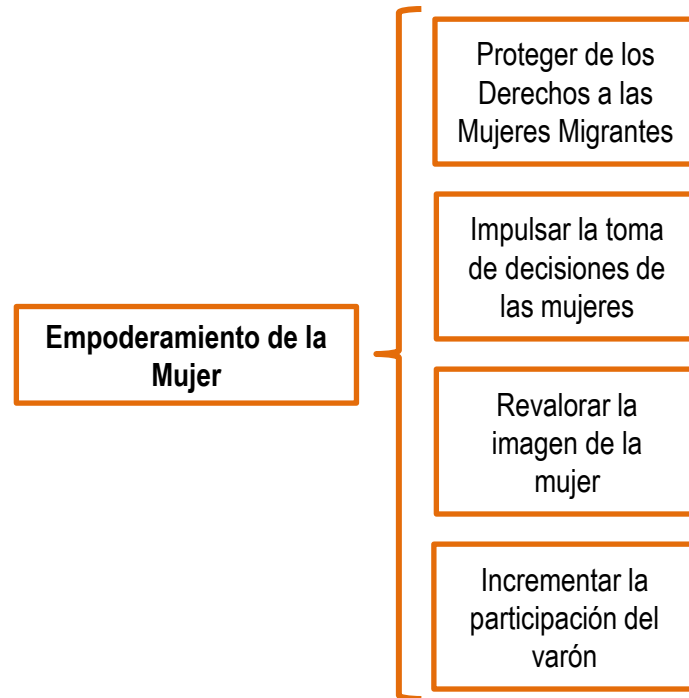 Proteger de los
Derechos a las
Mujeres Migrantes
Impulsar la toma
de decisiones de
las mujeres
Empoderamiento de la
Mujer
Revalorar la
imagen de la
mujer
Incrementar la
participación del
varón